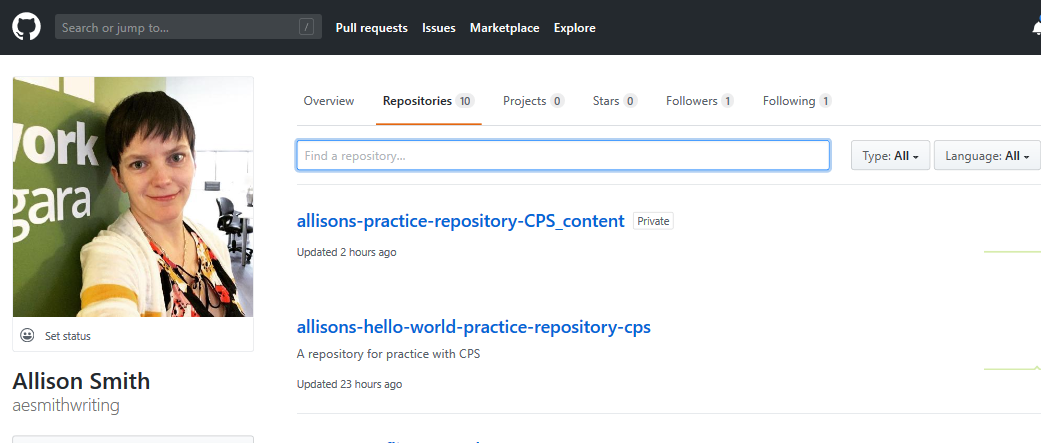 Search or jump to... /
Pull requests Issues Marketplace Explore
Overview Repositories 10 Projects 0 Stars 0 Followers 1 Following 1
Find a repository...
Type: All Language: All
work
gara
allisons-practice-repository-CPS_content Private
Updated 2 hours ago
Set status
allisons-hello-world-practice-repository-cps
A repository for practice with CPS
Updated 23 hours ago
Allison Smith
aesmithwriting